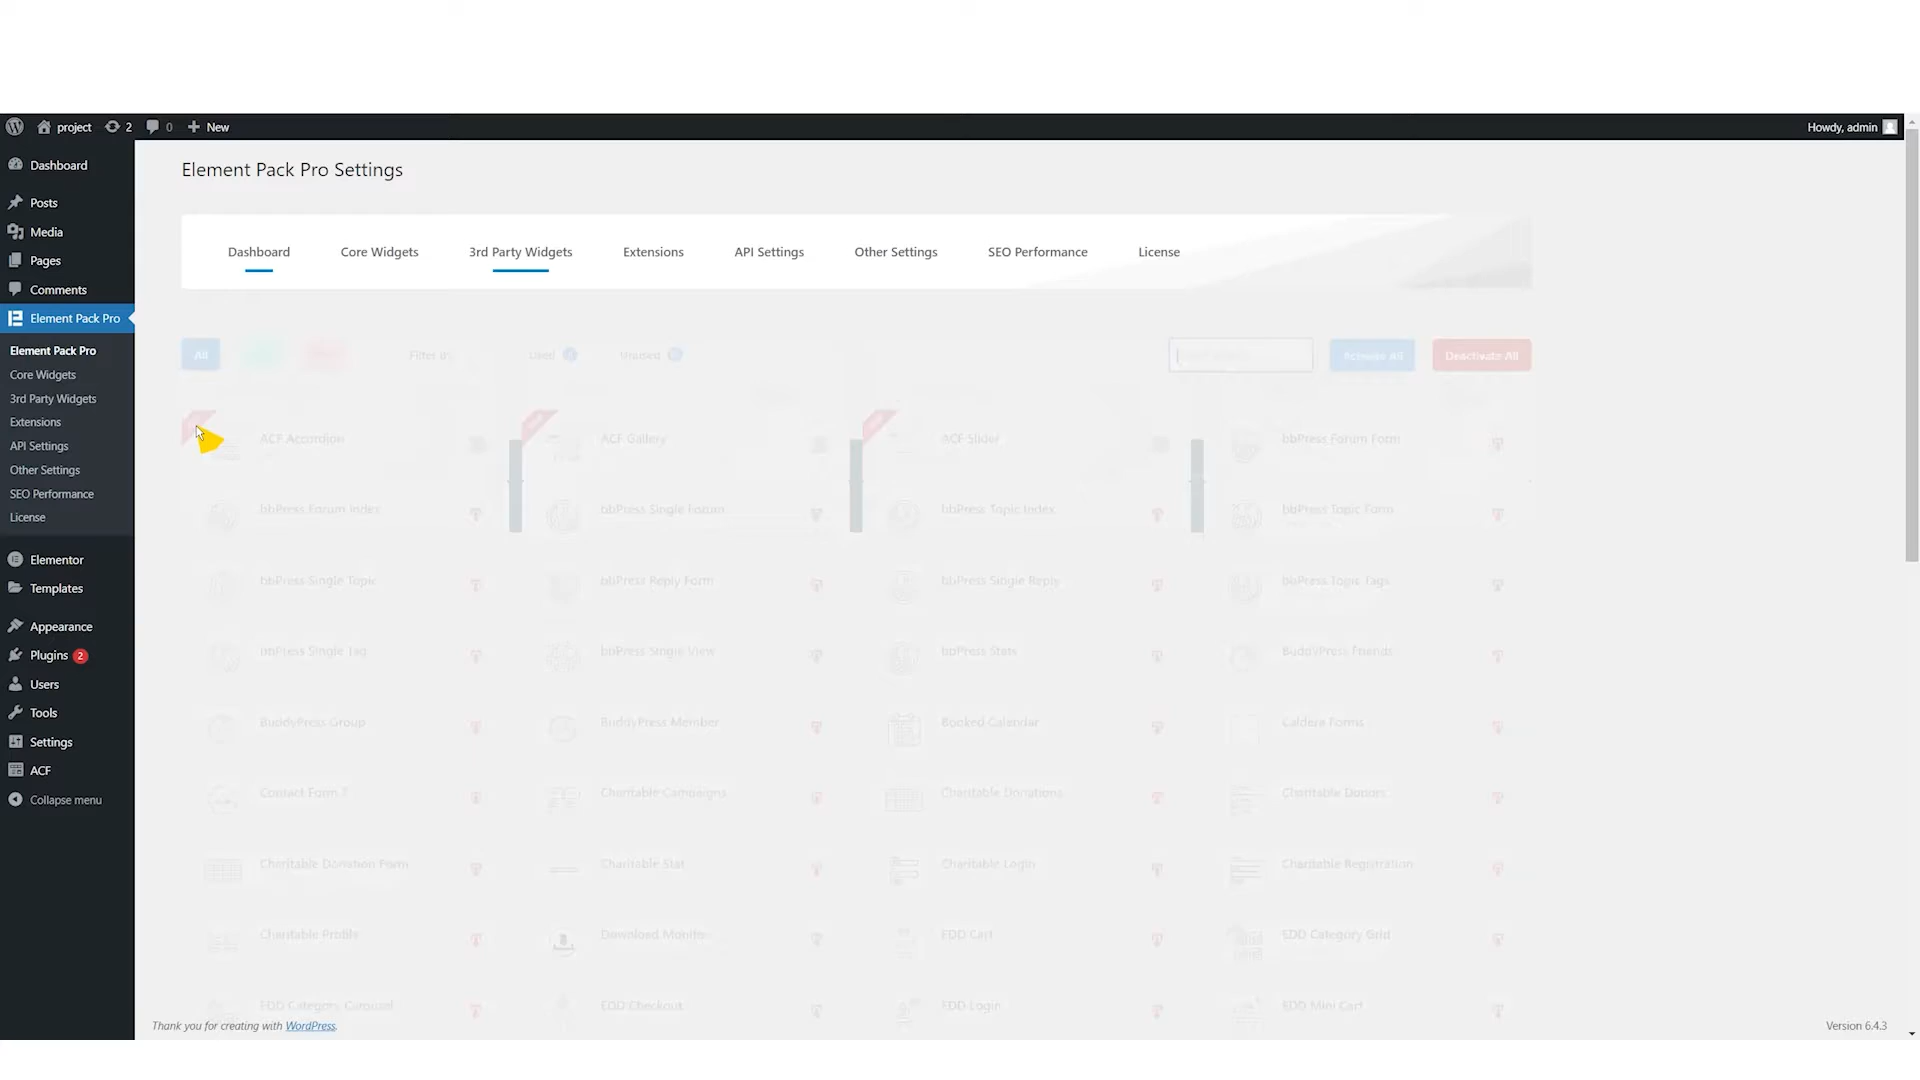 project 2 0 New Howdy, admin
Dashboard
Posts
Media
Pages
Comments
Element Pack Pro
Element Pack Pro
Core Widgets
3rd Party Widgets
Extensions
API Settings
Other Settings
SEO Performance
License
Elementor
Templates
Appearance
Plugins 2
Users
Tools
Settings
ACF
Collapse menu
Element Pack Pro Settings
Dashboard Core Widgets 3rd Party Widgets Extensions API Settings Other Settings SEO Performance License
All Used Unused Activate All Deactivate All
ACF Accordion ACF Gallery ACF Slider bbPress Forum Form
bbPress Forum Index bbPress Single Forum bbPress Topic Index bbPress Topic Form
bbPress Single Topic bbPress Reply Form bbPress Single Reply bbPress Topic Tags
bbPress Single Tag bbPress Single View bbPress Stats BuddyPress Friends
BuddyPress Group BuddyPress Member Booked Calendar Caldera Forms
Contact Form 7 Charitable Campaigns Charitable Donations Charitable Donors
Charitable Donation Form Charitable Stat Charitable Login Charitable Registration
Charitable Profile Download Monitor EDD Cart EDD Category Grid
EDD Category Carousel EDD Checkout EDD Login EDD Mini Cart
Thank you for creating with WordPress. Version 6.4.3